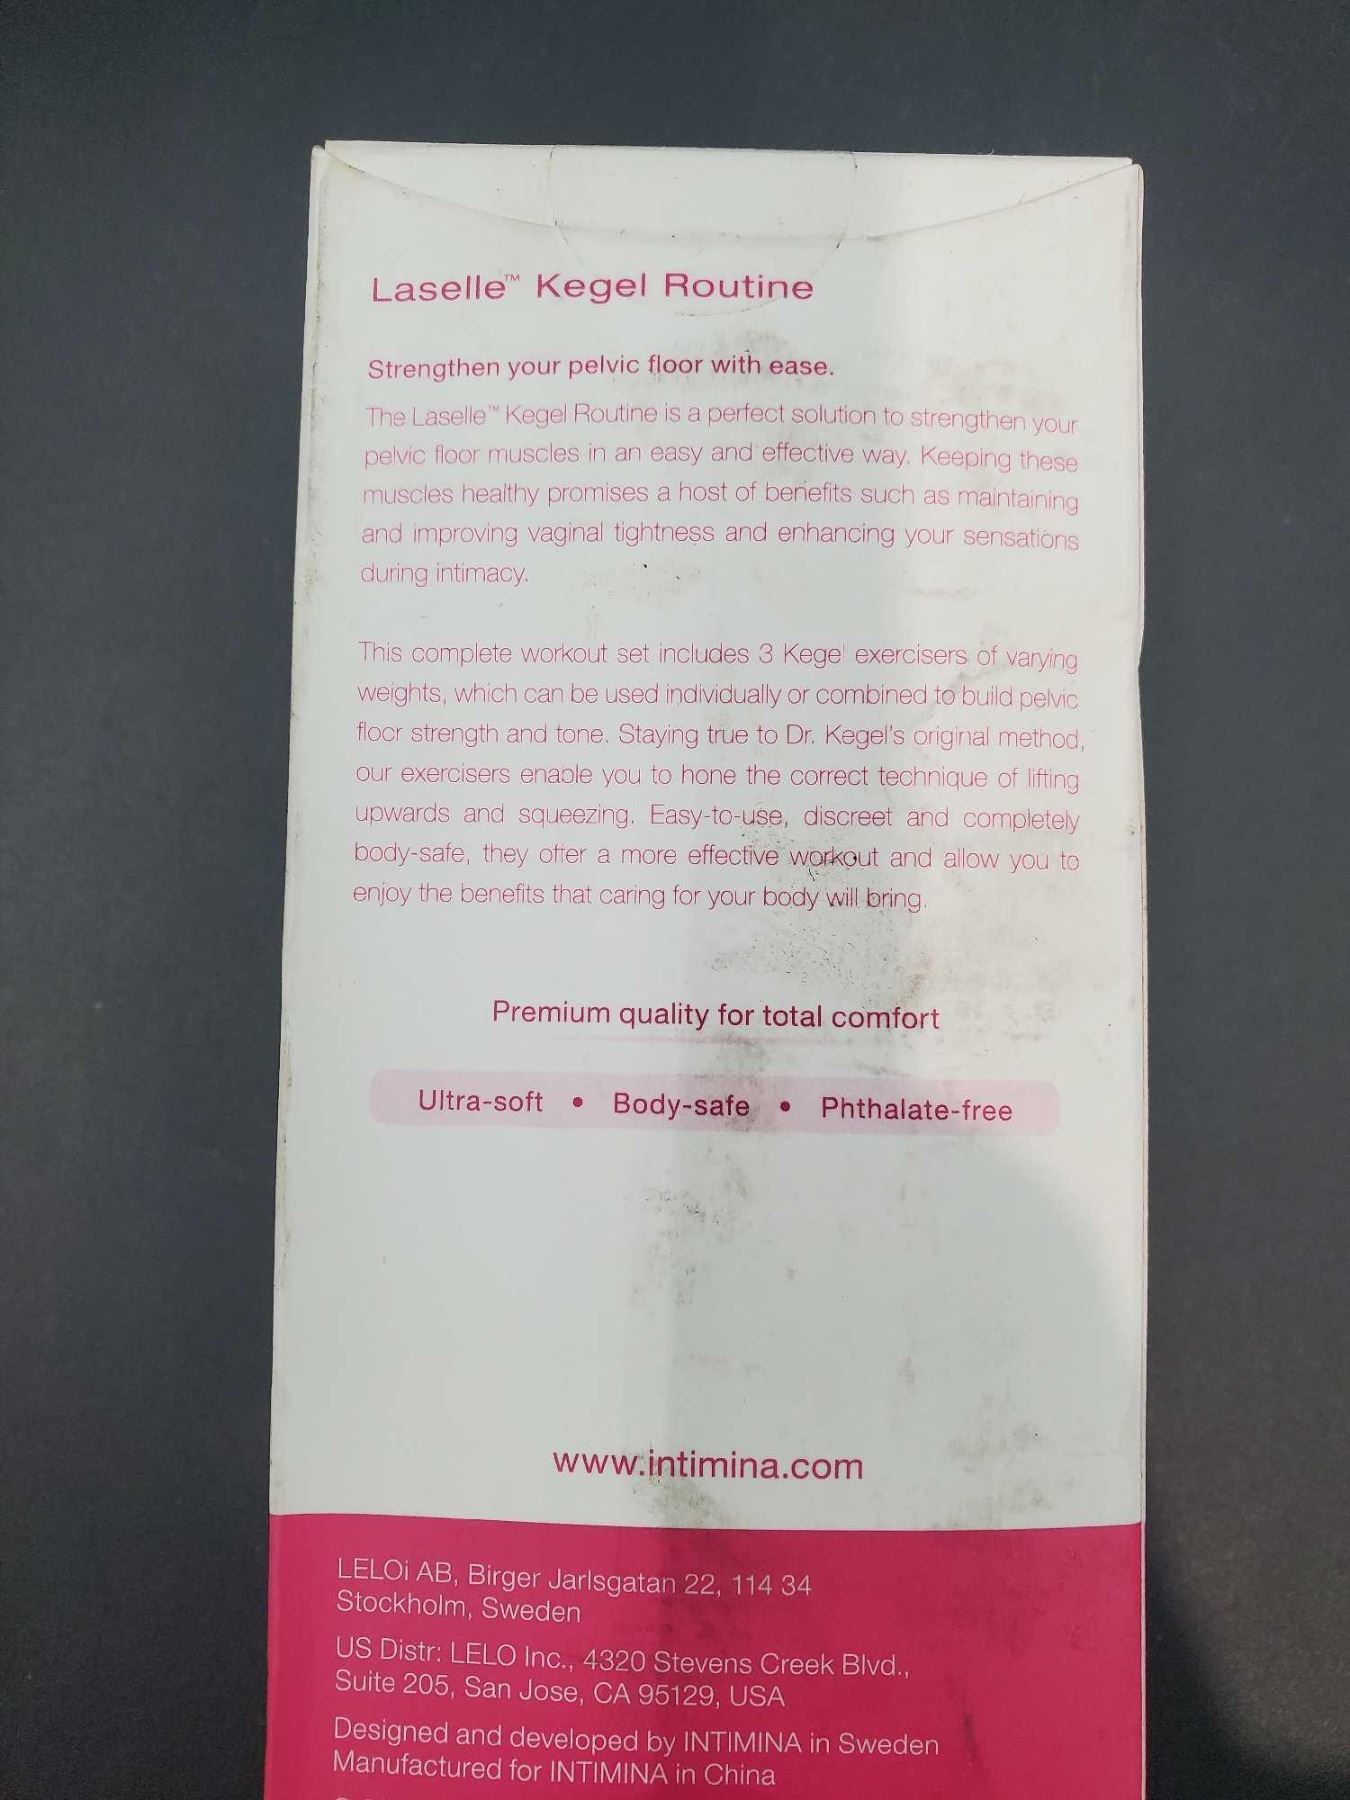 Laselle™ Kegel Routine
Strengthen your pelvic floor with ease.
The Laselle™ Kegel Routine is a perfect solution to strengthen your
pelvic floor muscles in an easy and effective way. Keeping these
muscles healthy promises a host of benefits such as maintaining
and improving vaginal tightness and enhancing your sensations
during intimacy.
This complete workout set includes 3 Kegel exercisers of varying
weights, which can be used individually or combined to build pelvic
floor strength and tone. Staying true to Dr. Kegel's original method,
our exercisers enable you to hone the correct technique of lifting
upwards and squeezing. Easy-to-use, discreet and completely
body-safe, they offer a more effective workout and allow you to
enjoy the benefits that caring for your body will bring.
Premium quality for total comfort
Ultra-soft • Body-safe • Phthalate-free
www.intimina.com
LELOi AB, Birger Jarlsgatan 22, 114 34
Stockholm, Sweden
US Distr: LELO Inc., 4320 Stevens Creek Blvd.,
Suite 205, San Jose, CA 95129, USA
Designed and developed by INTIMINA in Sweden
Manufactured for INTIMINA in China